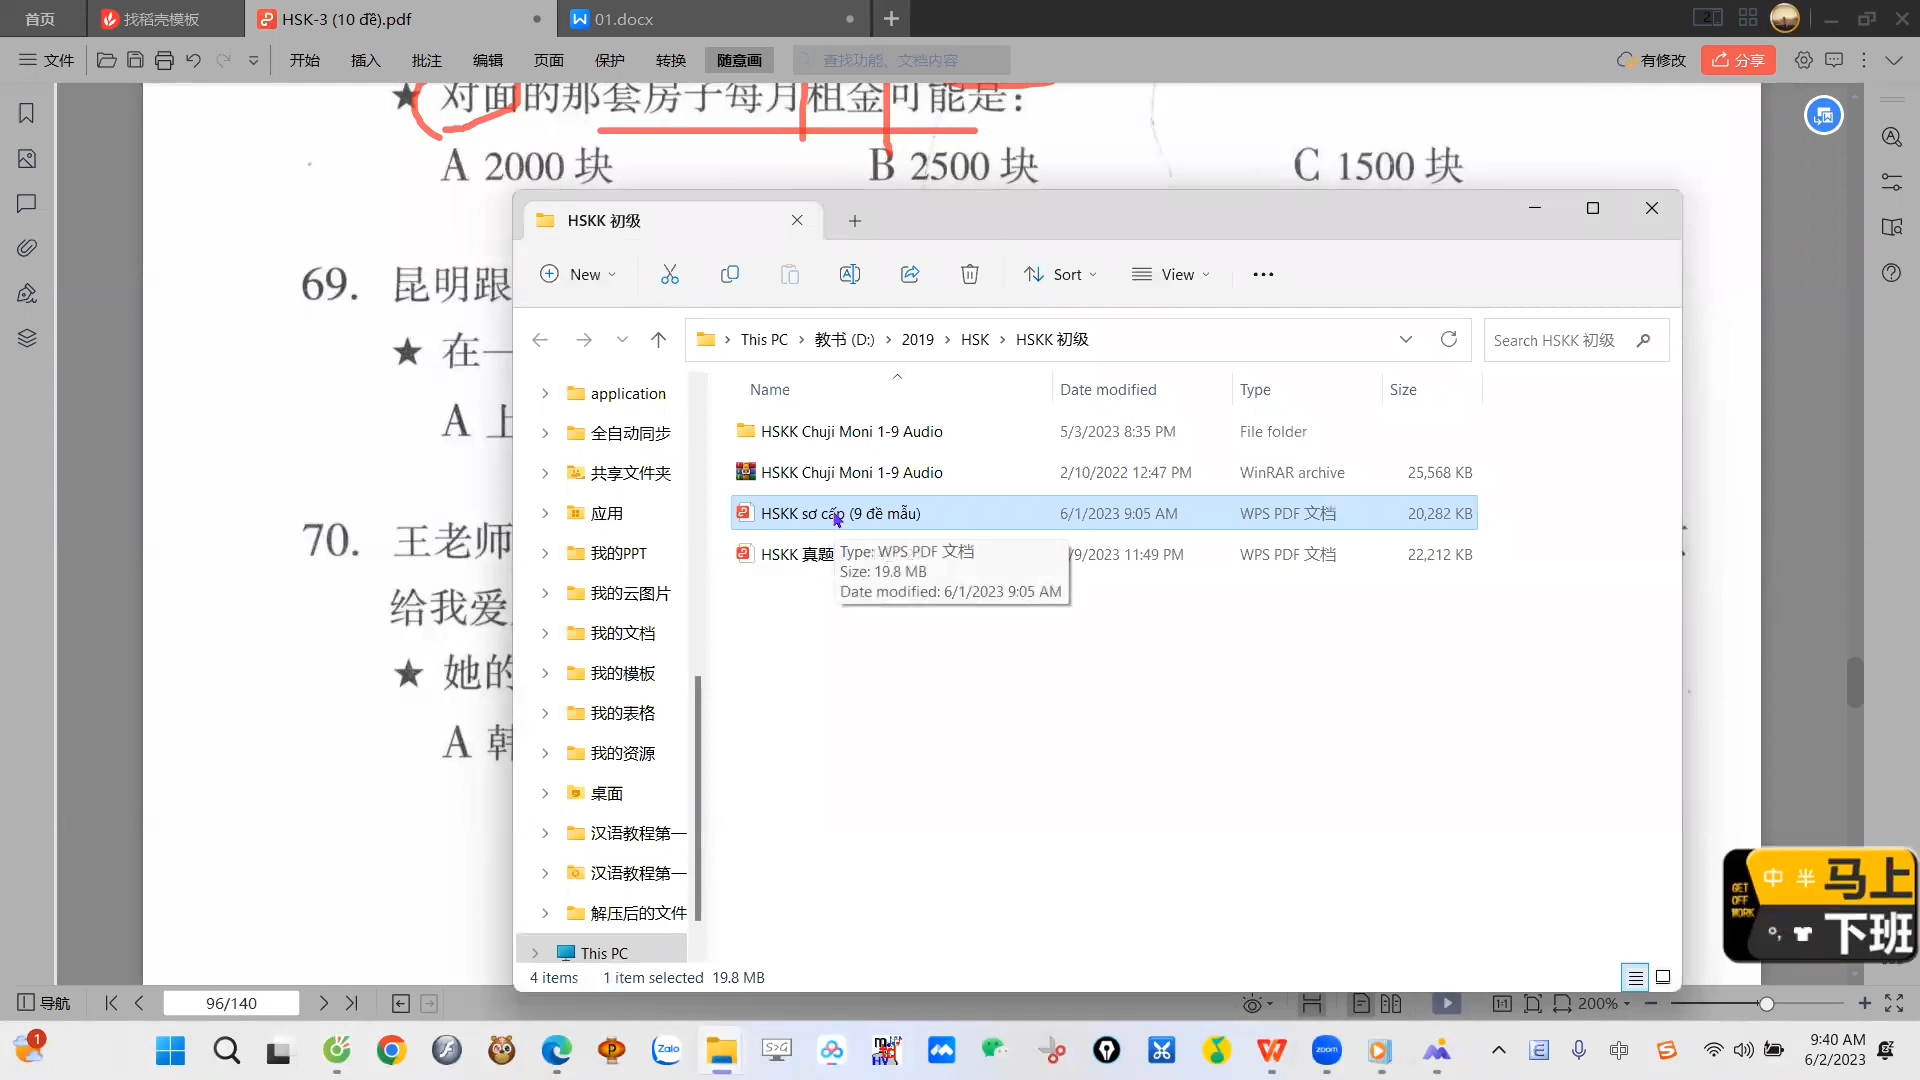 首页
找稻壳模板
HSK-3 (10 đề).pdf
01.docx
文件
开始
插入
批注
编辑
页面
保护
转换
随意画
查找功能、文档内容
有修改
分享
★ 对面的那套房子每月租金可能是：
A 2000 块
B 2500 块
C 1500 块
69. 昆明跟
★ 在一
A 上
70. 王老师
给我爱
★ 她的
A 韩
HSKK 初级
New
Sort
View
This PC
教书 (D:)
2019
HSK
HSKK 初级
Search HSKK 初级
Name
Date modified
Type
Size
HSKK Chuji Moni 1-9 Audio
5/3/2023 8:35 PM
File folder
HSKK Chuji Moni 1-9 Audio
2/10/2022 12:47 PM
WinRAR archive
25,568 KB
HSKK sơ cấp (9 đề mẫu)
6/1/2023 9:05 AM
WPS PDF 文档
20,282 KB
HSKK 真题
/9/2023 11:49 PM
WPS PDF 文档
22,212 KB
Type: WPS PDF 文档
Size: 19.8 MB
Date modified: 6/1/2023 9:05 AM
application
全自动同步
共享文件夹
应用
我的PPT
我的云图片
我的文档
我的模板
我的表格
我的资源
桌面
汉语教程第一
汉语教程第一
解压后的文件
This PC
4 items
1 item selected 19.8 MB
GET
OFF
WORK
中 半 马上
下班
导航
96/140
200%
1
Zalo
zoom
中
9:40 AM
6/2/2023